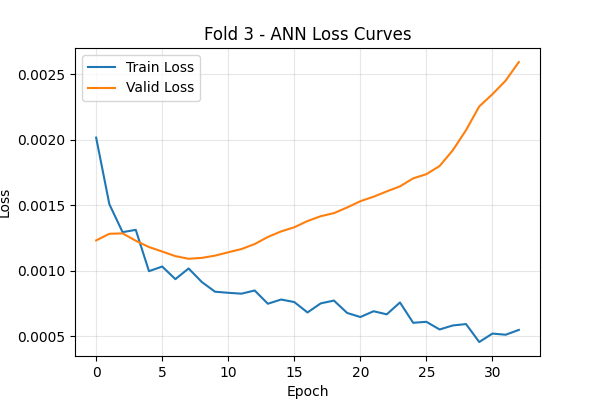 Fold 3 - ANN Loss Curves
Train Loss
Valid Loss
0.0025
0.0020
0.0015
0.0010
0.0005
Loss
0 5 10 15 20 25 30
Epoch